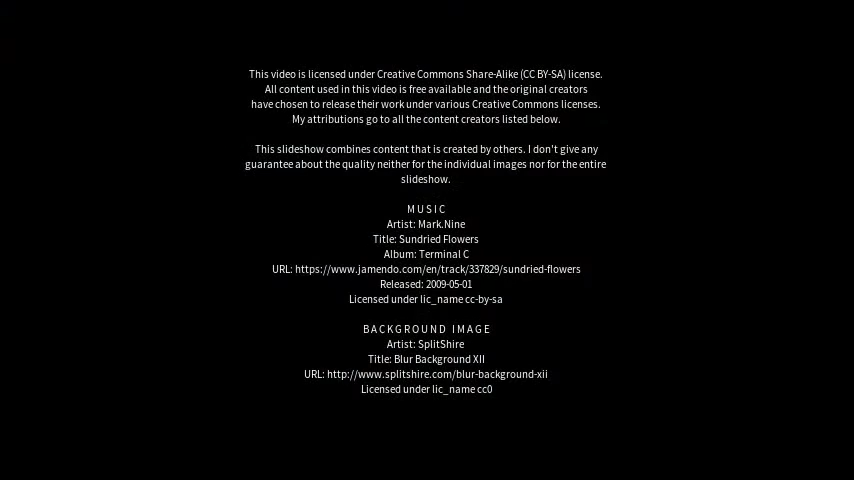 This video is licensed under Creative Commons Share-Alike (CC BY-SA) license.
All content used in this video is free available and the original creators
have chosen to release their work under various Creative Commons licenses.
My attributions go to all the content creators listed below.
This slideshow combines content that is created by others. I don't give any
guarantee about the quality neither for the individual images nor for the entire
slideshow.
MUSIC
Artist: Mark.Nine
Title: Sundried Flowers
Album: Terminal C
URL: https://www.jamendo.com/en/track/337829/sundried-flowers
Released: 2009-05-01
Licensed under lic_name cc-by-sa
BACKGROUND IMAGE
Artist: SplitShire
Title: Blur Background XII
URL: http://www.splitshire.com/blur-background-xii
Licensed under lic_name cc0